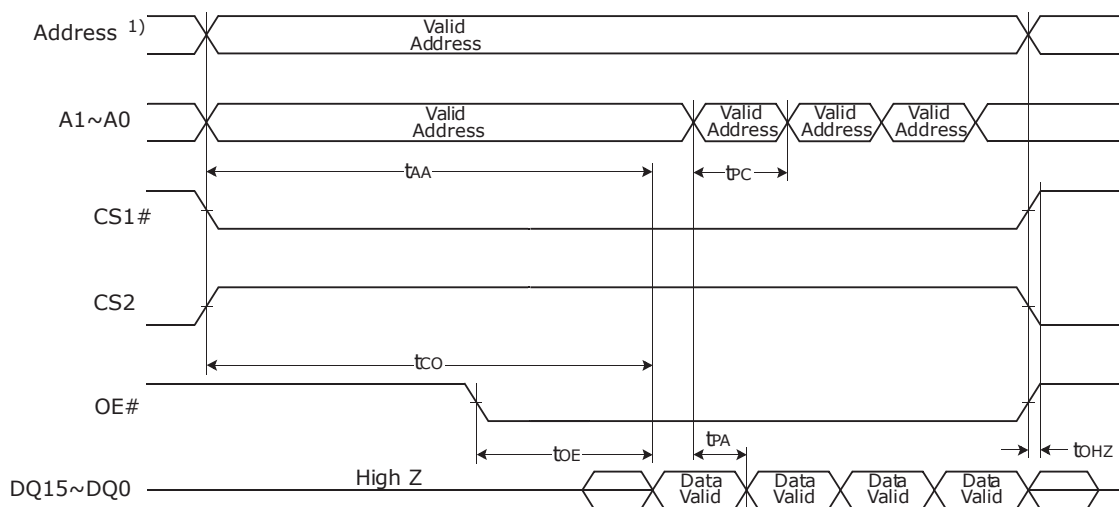 Address 1)
Valid
Address
A1~A0
Valid
Address
Valid
Address
Valid
Address
Valid
Address
tAA
tPC
CS1#
CS2
tCO
OE#
tOE
tPA
tOHZ
DQ15~DQ0
High Z
Data
Valid
Data
Valid
Data
Valid
Data
Valid